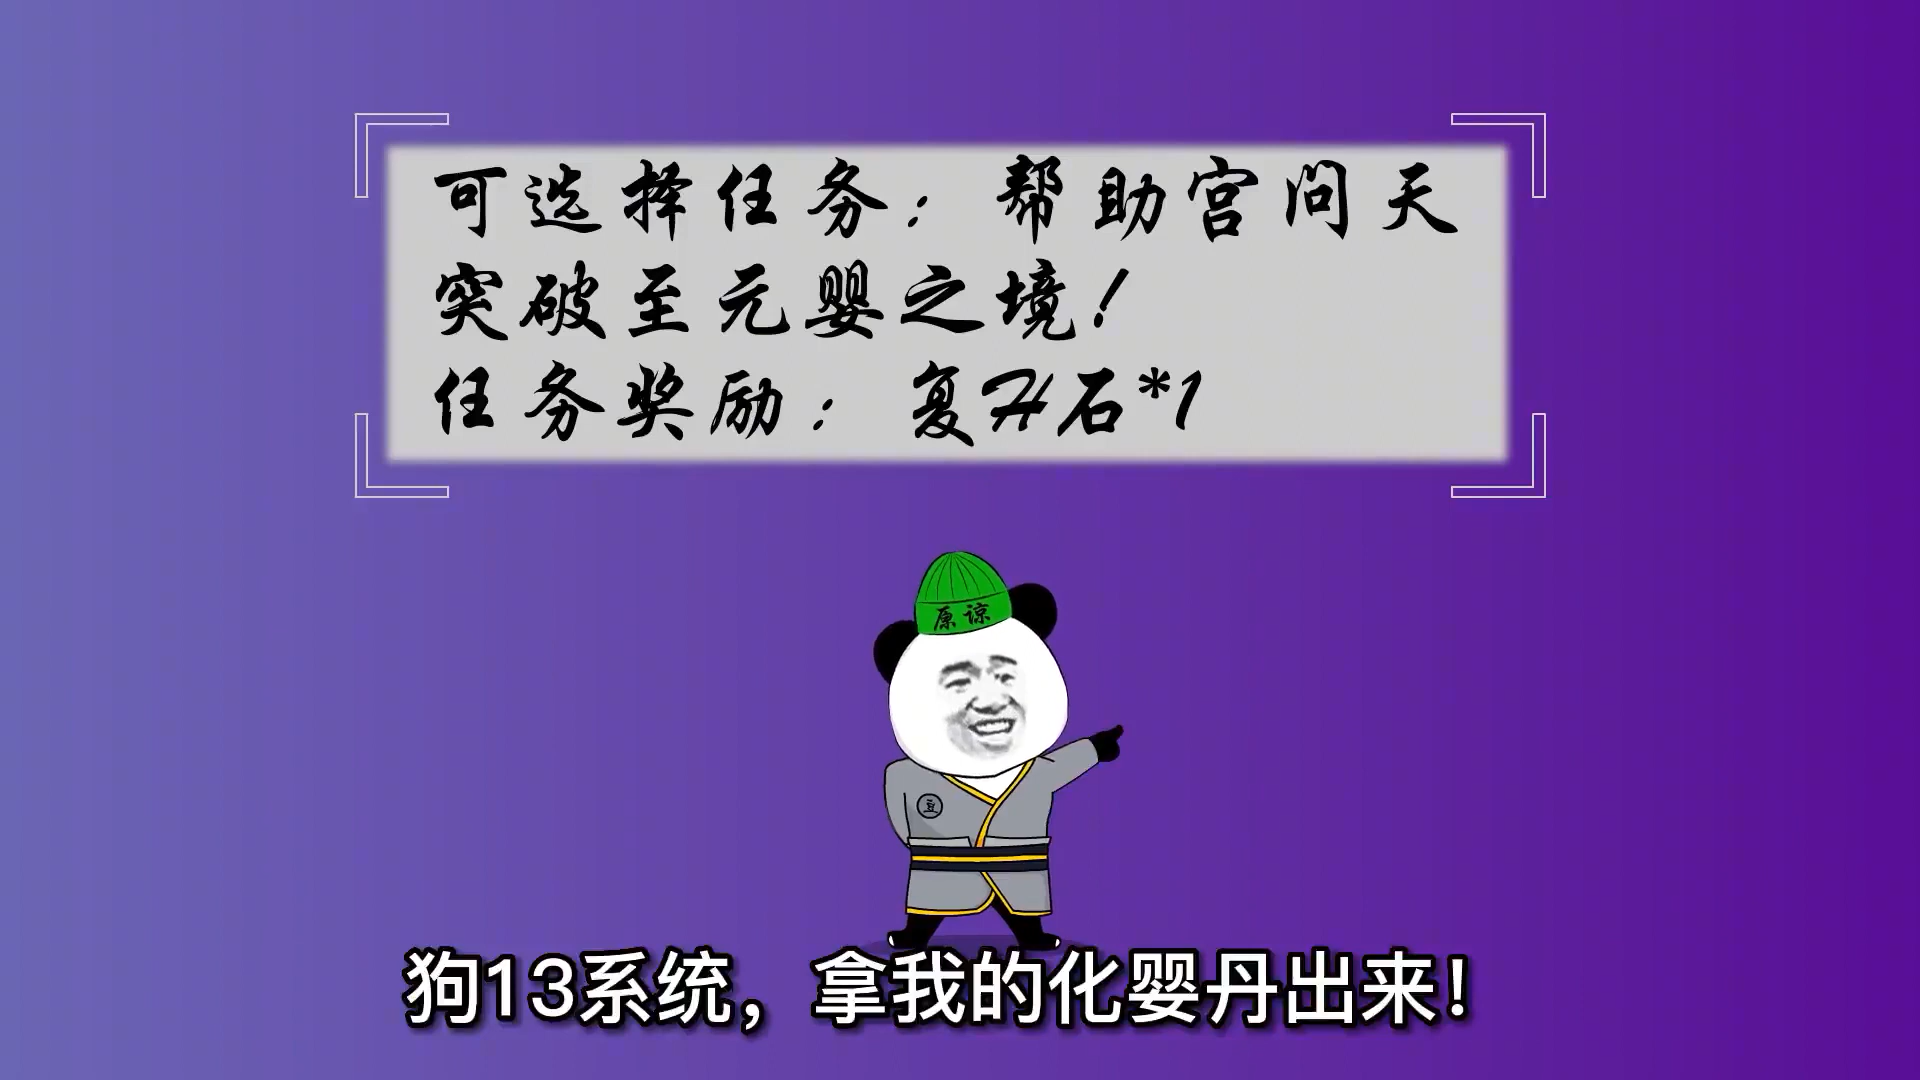 可选择任务：帮助宫问天
突破至元婴之境！
任务奖励：复H石*1
原谅
豆
狗13系统，拿我的化婴丹出来！